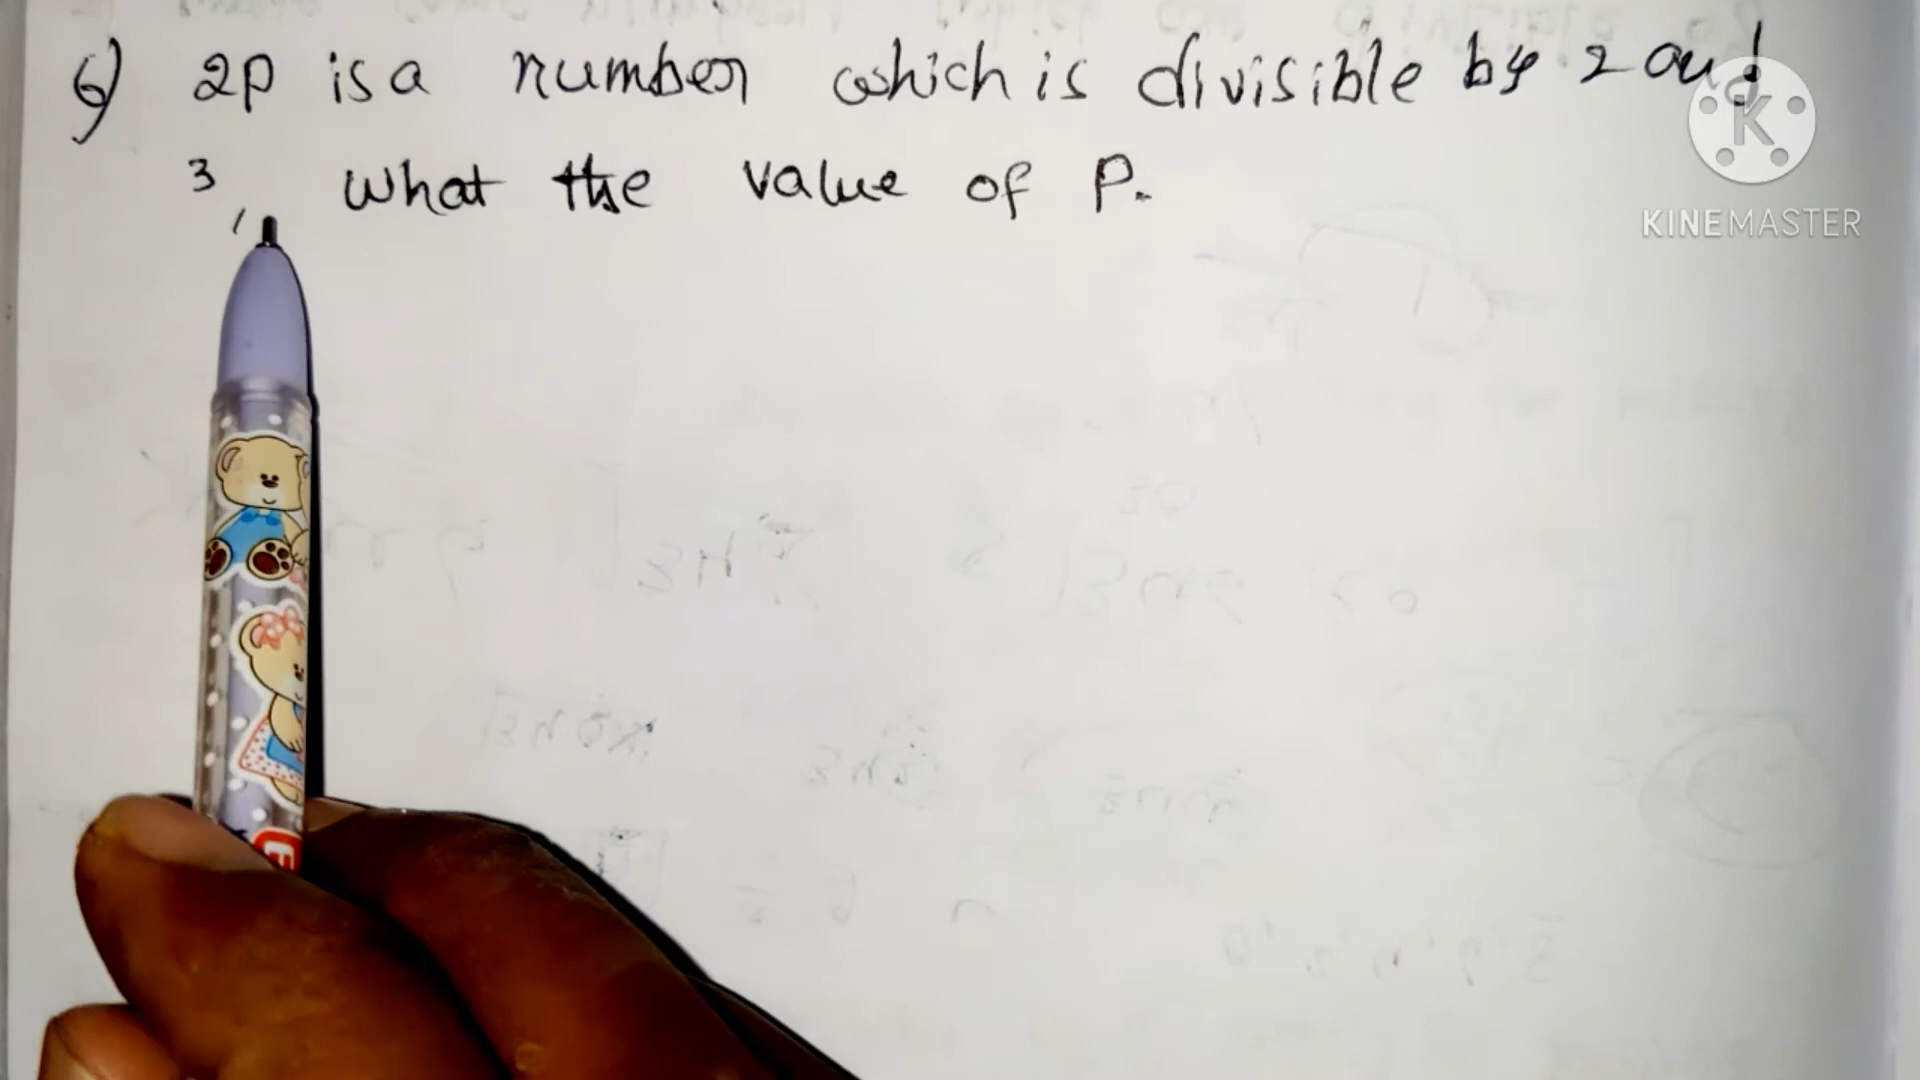 6) 2p is a number which is divisible by 2 and
3, what the value of P.
K
KINEMASTER